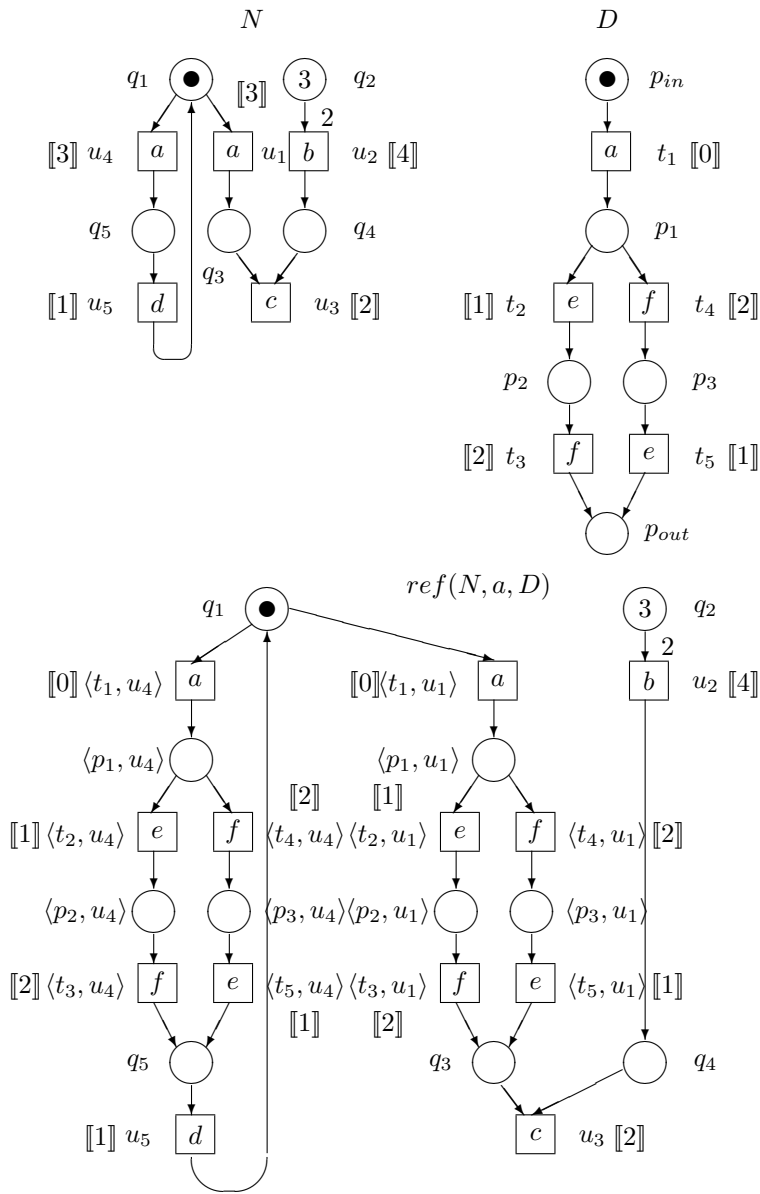 N D
q₁ 3 q₂ p_in
⟦3⟧
2
⟦3⟧ u₄ a a u₁ b u₂ ⟦4⟧ a t₁ ⟦0⟧
q₅ q₄ p₁
q₃
⟦1⟧ u₅ d c u₃ ⟦2⟧ ⟦1⟧ t₂ e f t₄ ⟦2⟧
p₂ p₃
⟦2⟧ t₃ f e t₅ ⟦1⟧
p_out
ref(N, a, D)
q₁ 3 q₂
2
⟦0⟧ ⟨t₁, u₄⟩ a ⟦0⟧⟨t₁, u₁⟩ a b u₂ ⟦4⟧
⟨p₁, u₄⟩ ⟨p₁, u₁⟩
⟦2⟧ ⟦1⟧
⟦1⟧ ⟨t₂, u₄⟩ e f ⟨t₄, u₄⟩ ⟨t₂, u₁⟩ e f ⟨t₄, u₁⟩ ⟦2⟧
⟨p₂, u₄⟩ ⟨p₃, u₄⟩ ⟨p₂, u₁⟩ ⟨p₃, u₁⟩
⟦2⟧ ⟨t₃, u₄⟩ f e ⟨t₅, u₄⟩ ⟨t₃, u₁⟩ f e ⟨t₅, u₁⟩ ⟦1⟧
⟦1⟧ ⟦2⟧
q₅ q₃ q₄
⟦1⟧ u₅ d c u₃ ⟦2⟧